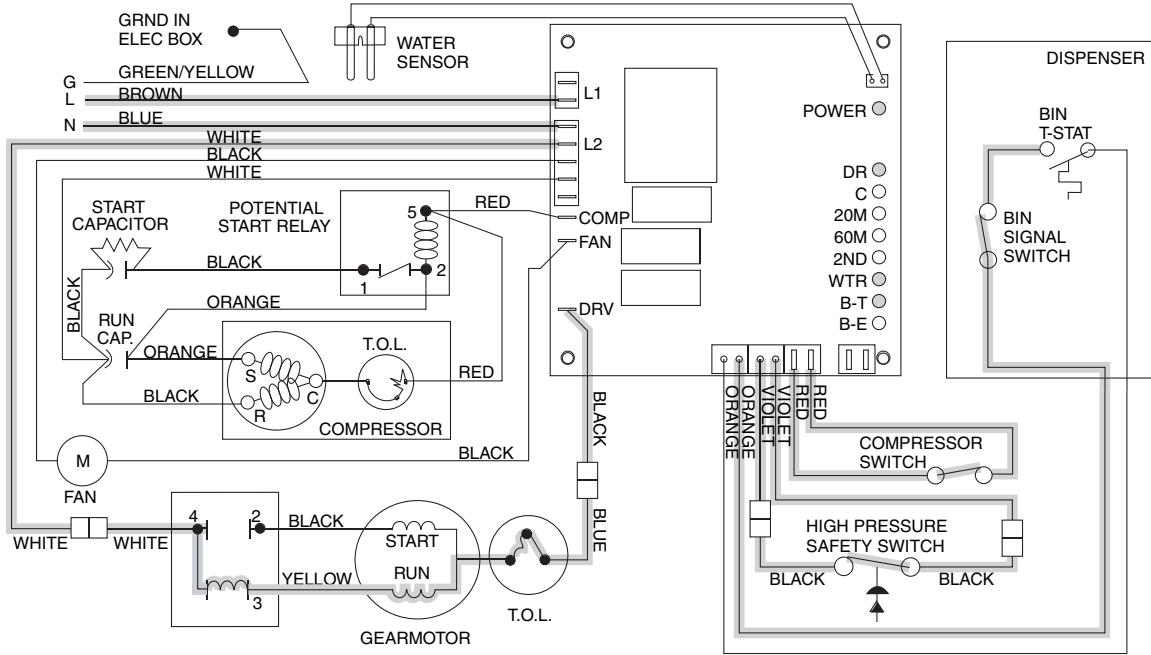 GRND IN
ELEC BOX
WATER
SENSOR
DISPENSER
G GREEN/YELLOW
L BROWN
L1
N BLUE
WHITE
L2
BLACK
WHITE
POWER
BIN
T-STAT
DR
C
20M
60M
2ND
WTR
B-T
B-E
BIN
SIGNAL
SWITCH
START
CAPACITOR
POTENTIAL
START RELAY
5
RED
COMP
FAN
BLACK
1
2
ORANGE
DRV
BLACK
RUN
CAP.
ORANGE
T.O.L.
S
C
RED
BLACK
R
COMPRESSOR
BLACK
ORANGE
ORANGE
VIOLET
VIOLET
RED
RED
COMPRESSOR
SWITCH
M
BLACK
FAN
4
2
BLACK
START
BLUE
HIGH PRESSURE
SAFETY SWITCH
WHITE
WHITE
YELLOW
RUN
3
BLACK
BLACK
T.O.L.
GEARMOTOR